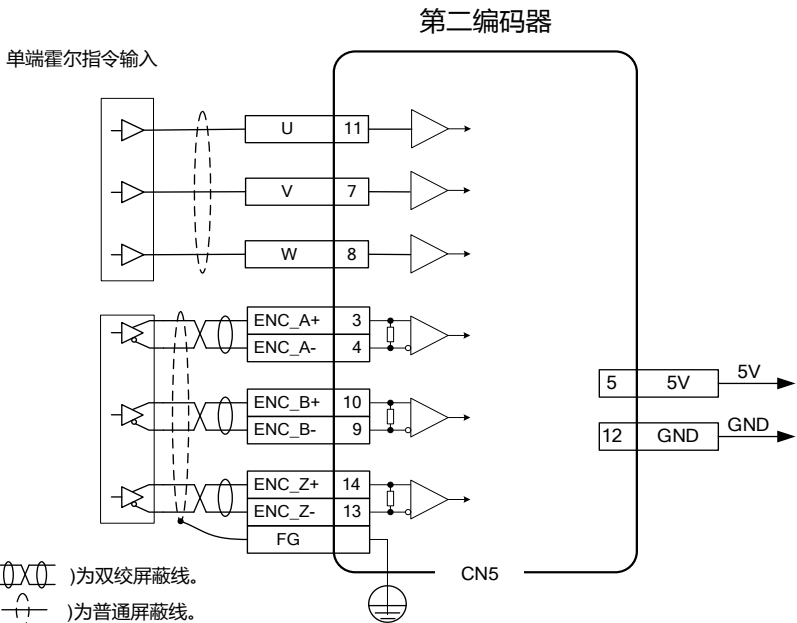 第二编码器
单端霍尔指令输入
U 11
V 7
W 8
ENC_A+ 3
ENC_A- 4
5 5V 5V
ENC_B+ 10
ENC_B- 9
12 GND GND
ENC_Z+ 14
ENC_Z- 13
FG
CN5
)为双绞屏蔽线。
)为普通屏蔽线。